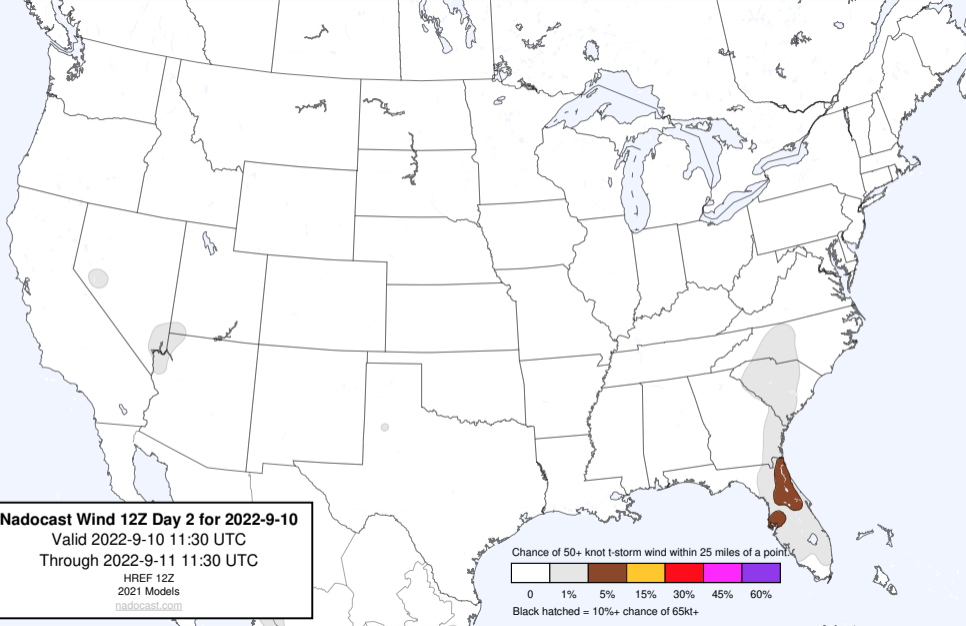 Nadocast Wind 12Z Day 2 for 2022-9-10
Valid 2022-9-10 11:30 UTC
Through 2022-9-11 11:30 UTC
HREF 12Z
2021 Models
nadocast.com
Chance of 50+ knot t-storm wind within 25 miles of a point.
0 1% 5% 15% 30% 45% 60%
Black hatched = 10%+ chance of 65kt+